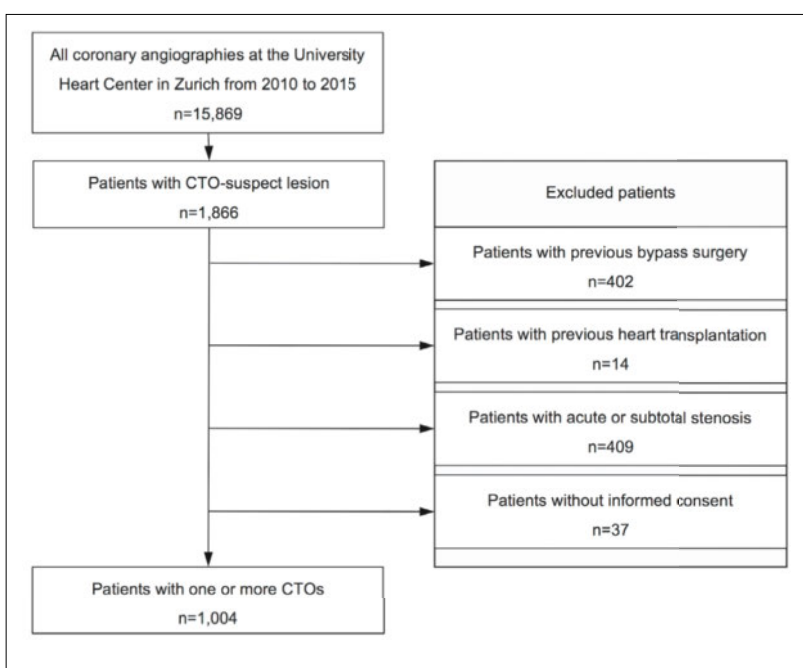 All coronary angiographies at the University
Heart Center in Zurich from 2010 to 2015
n=15,869
Patients with CTO-suspect lesion
n=1,866
Excluded patients
Patients with previous bypass surgery
n=402
Patients with previous heart transplantation
n=14
Patients with acute or subtotal stenosis
n=409
Patients without informed consent
n=37
Patients with one or more CTOs
n=1,004